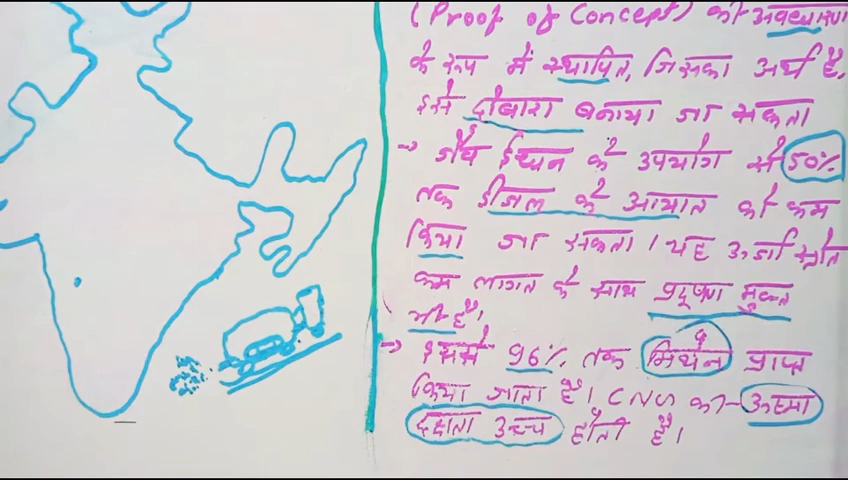 (Proof of Concept) की अवधारणा
के रूप में स्थापित, जिसका अर्थ है,
इसे दोबारा बनाया जा सकता
→ जैव ईंधन के उपयोग से 50%
तक डीजल के आयात को कम
किया जा सकता। यह ऊर्जा स्रोत
कम लागत के साथ प्रदूषण मुक्त
भी है।
→ इसमें 96% तक मिथेन प्राप्त
किया जाता है। CNG की ऊष्मा
दक्षता उच्च होती है।